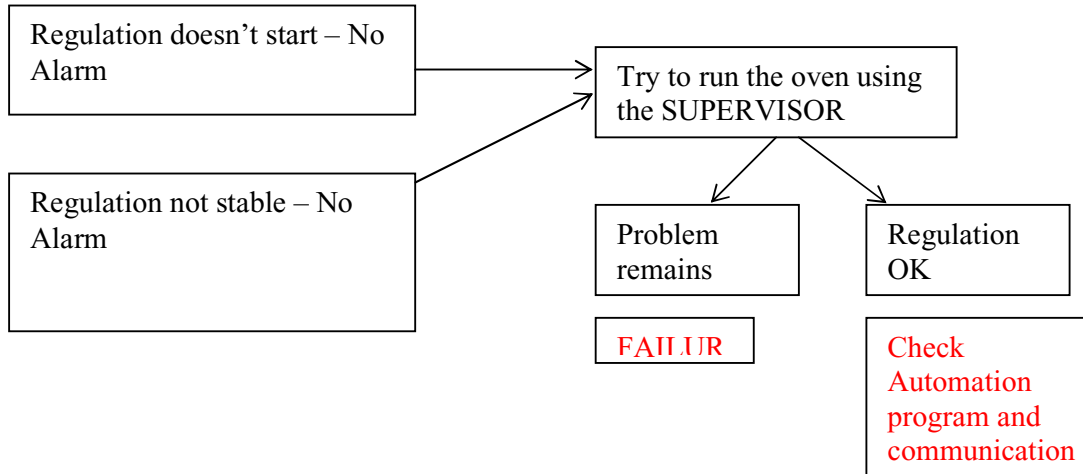 Regulation doesn’t start – No
Alarm
Try to run the oven using
the SUPERVISOR
Regulation not stable – No
Alarm
Problem
remains
Regulation
OK
FAILUR
Check
Automation
program and
communication